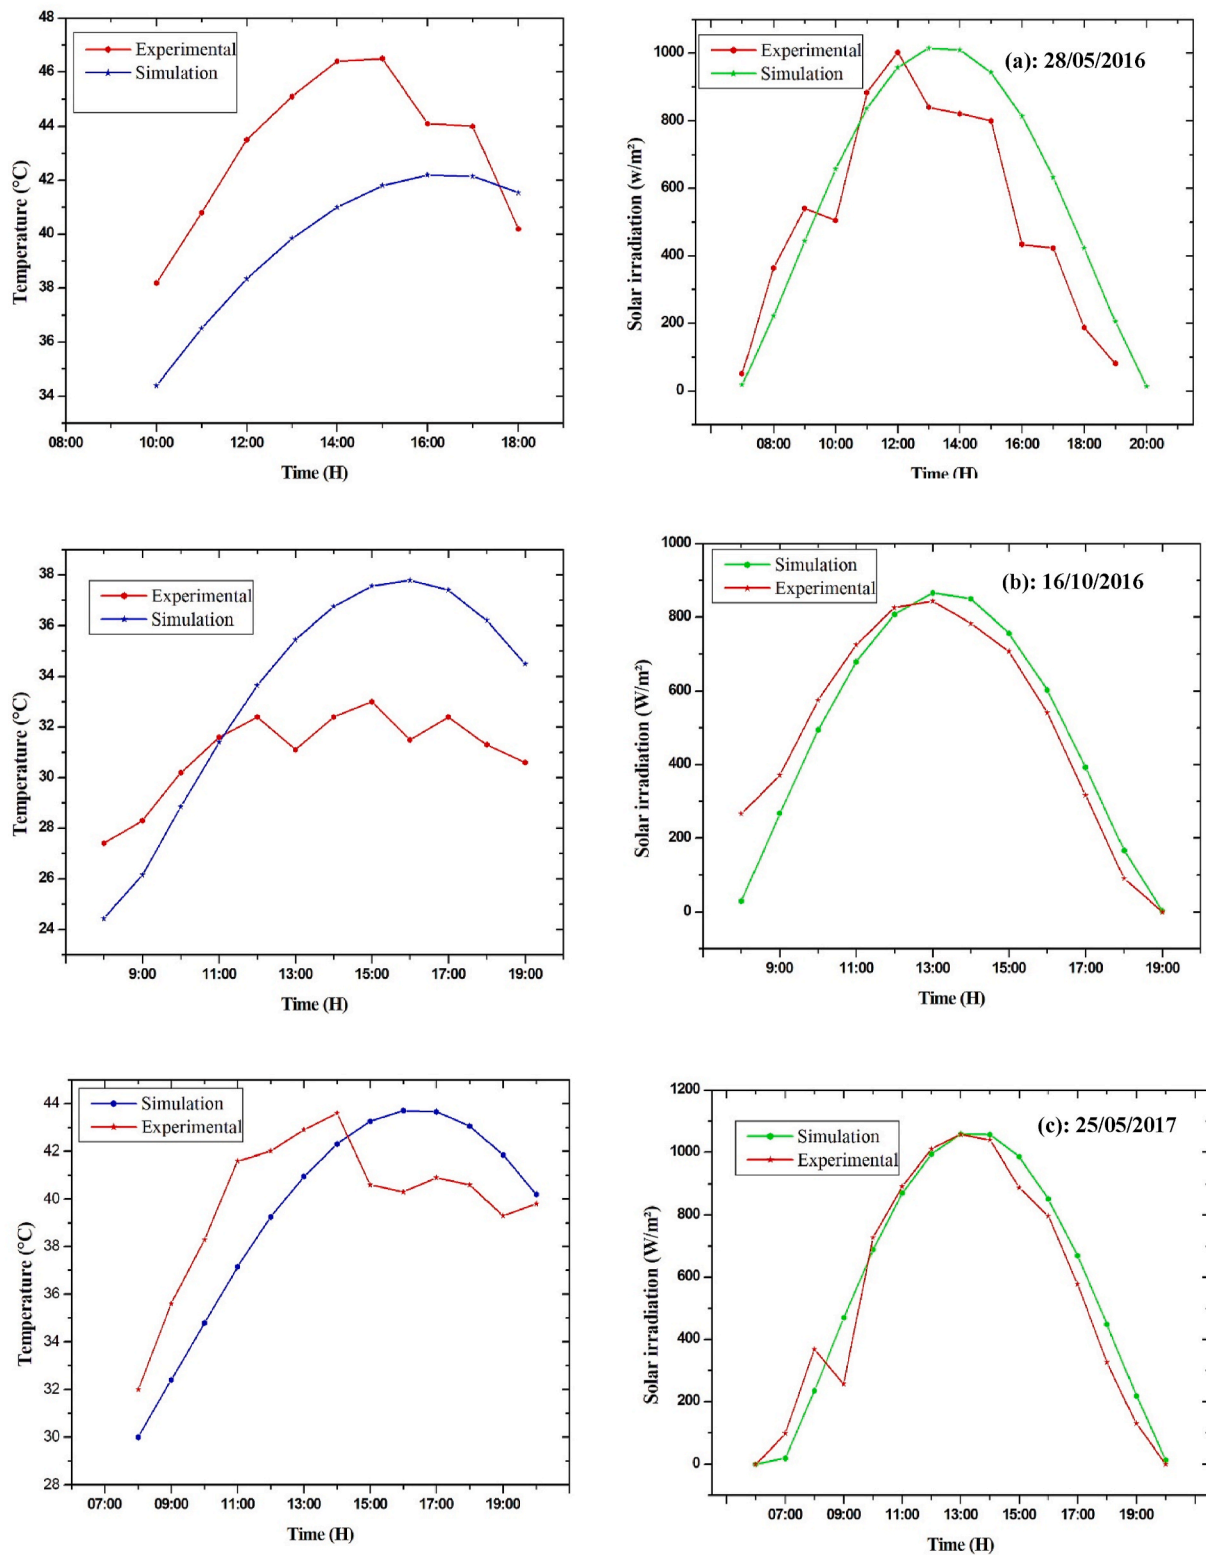 48
46
44
42
40
38
36
34
Temperature (°C)
Experimental
Simulation
08:00 10:00 12:00 14:00 16:00 18:00
Time (H)
1000
800
600
400
200
0
Solar irradiation (w/m²)
Experimental
Simulation
(a): 28/05/2016
08:00 10:00 12:00 14:00 16:00 18:00 20:00
Time (H)
38
36
34
32
30
28
26
24
Temperature (°C)
Experimental
Simulation
9:00 11:00 13:00 15:00 17:00 19:00
Time (H)
1000
800
600
400
200
0
Solar irradiation (W/m²)
Simulation
Experimental
(b): 16/10/2016
9:00 11:00 13:00 15:00 17:00 19:00
Time (H)
44
42
40
38
36
34
32
30
28
Temperature (°C)
Simulation
Experimental
07:00 09:00 11:00 13:00 15:00 17:00 19:00
Time (H)
1200
1000
800
600
400
200
0
Solar irradiation (W/m²)
Simulation
Experimental
(c): 25/05/2017
07:00 09:00 11:00 13:00 15:00 17:00 19:00
Time (H)